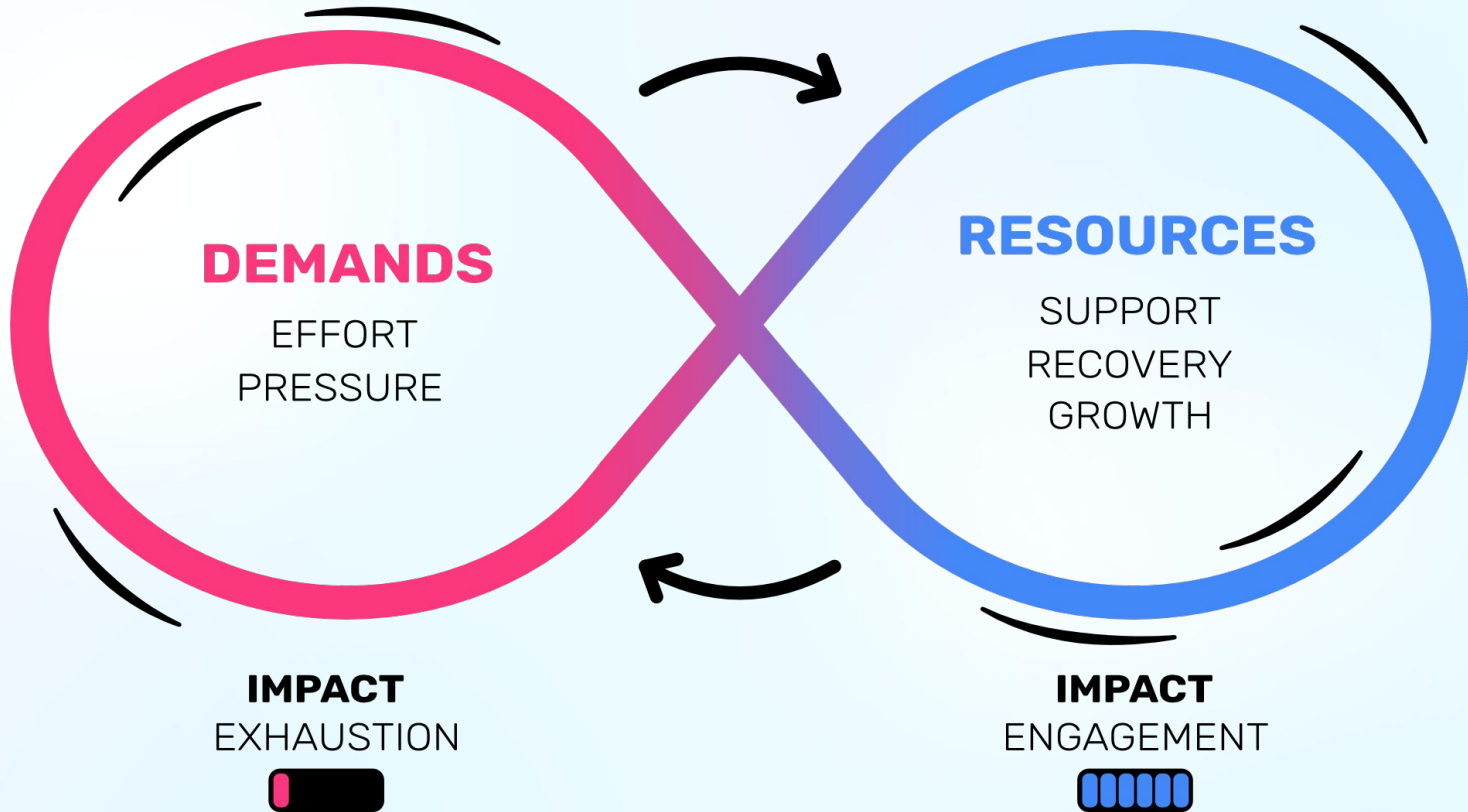 DEMANDS
EFFORT
PRESSURE
RESOURCES
SUPPORT
RECOVERY
GROWTH
IMPACT
EXHAUSTION
IMPACT
ENGAGEMENT